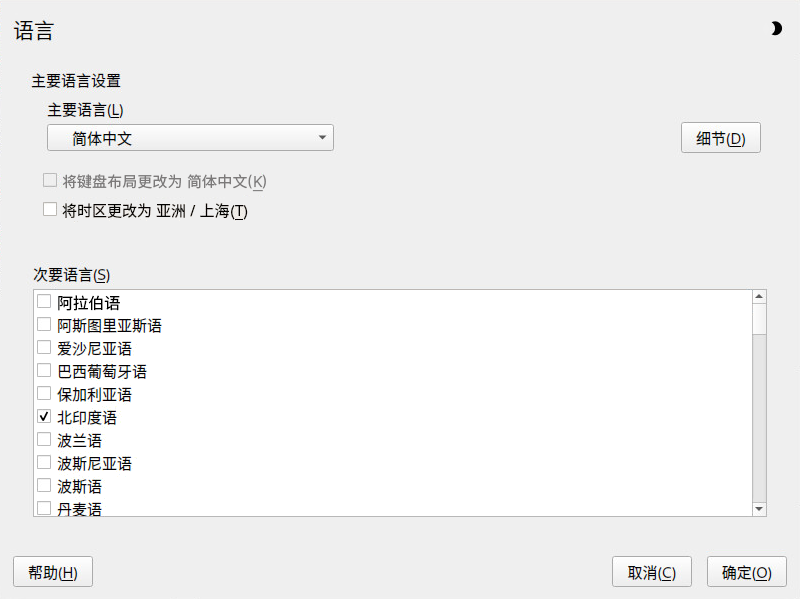 语言
主要语言设置
主要语言(L)
简体中文
细节(D)
将键盘布局更改为 简体中文(K)
将时区更改为 亚洲 / 上海(T)
次要语言(S)
阿拉伯语
阿斯图里亚斯语
爱沙尼亚语
巴西葡萄牙语
保加利亚语
北印度语
波兰语
波斯尼亚语
波斯语
丹麦语
帮助(H)
取消(C)
确定(O)